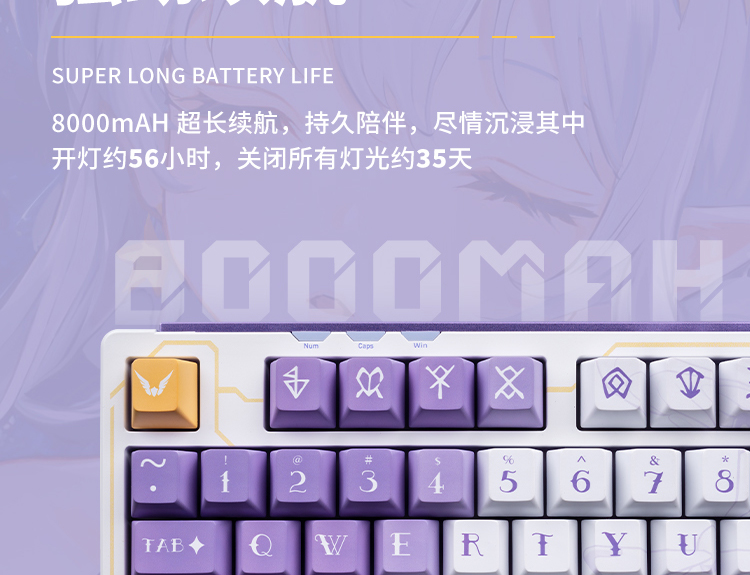 SUPER LONG BATTERY LIFE
8000mAH 超长续航，持久陪伴，尽情沉浸其中
开灯约56小时，关闭所有灯光约35天
8000MAH
Num Caps Win
~ ! @ # $ % ^ & *
. 1 2 3 4 5 6 7 8
TAB Q W E R T Y U